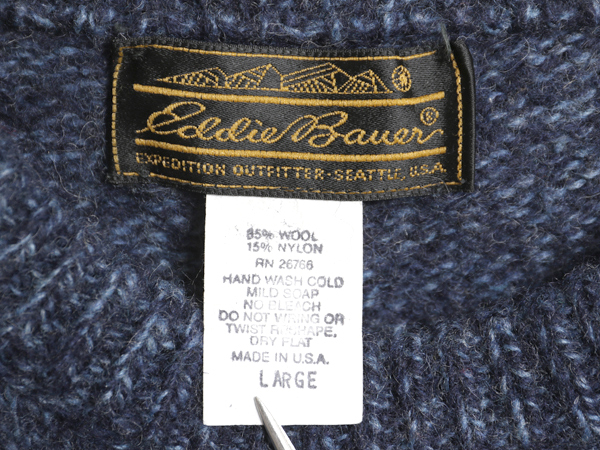 Eddie Bauer®
EXPEDITION OUTFITTER-SEATTLE, U.S.A.
85% WOOL
15% NYLON
RN 26766
HAND WASH COLD
MILD SOAP
NO BLEACH
DO NOT WRING OR
TWIST RESHAPE,
DRY FLAT
MADE IN U.S.A.
LARGE